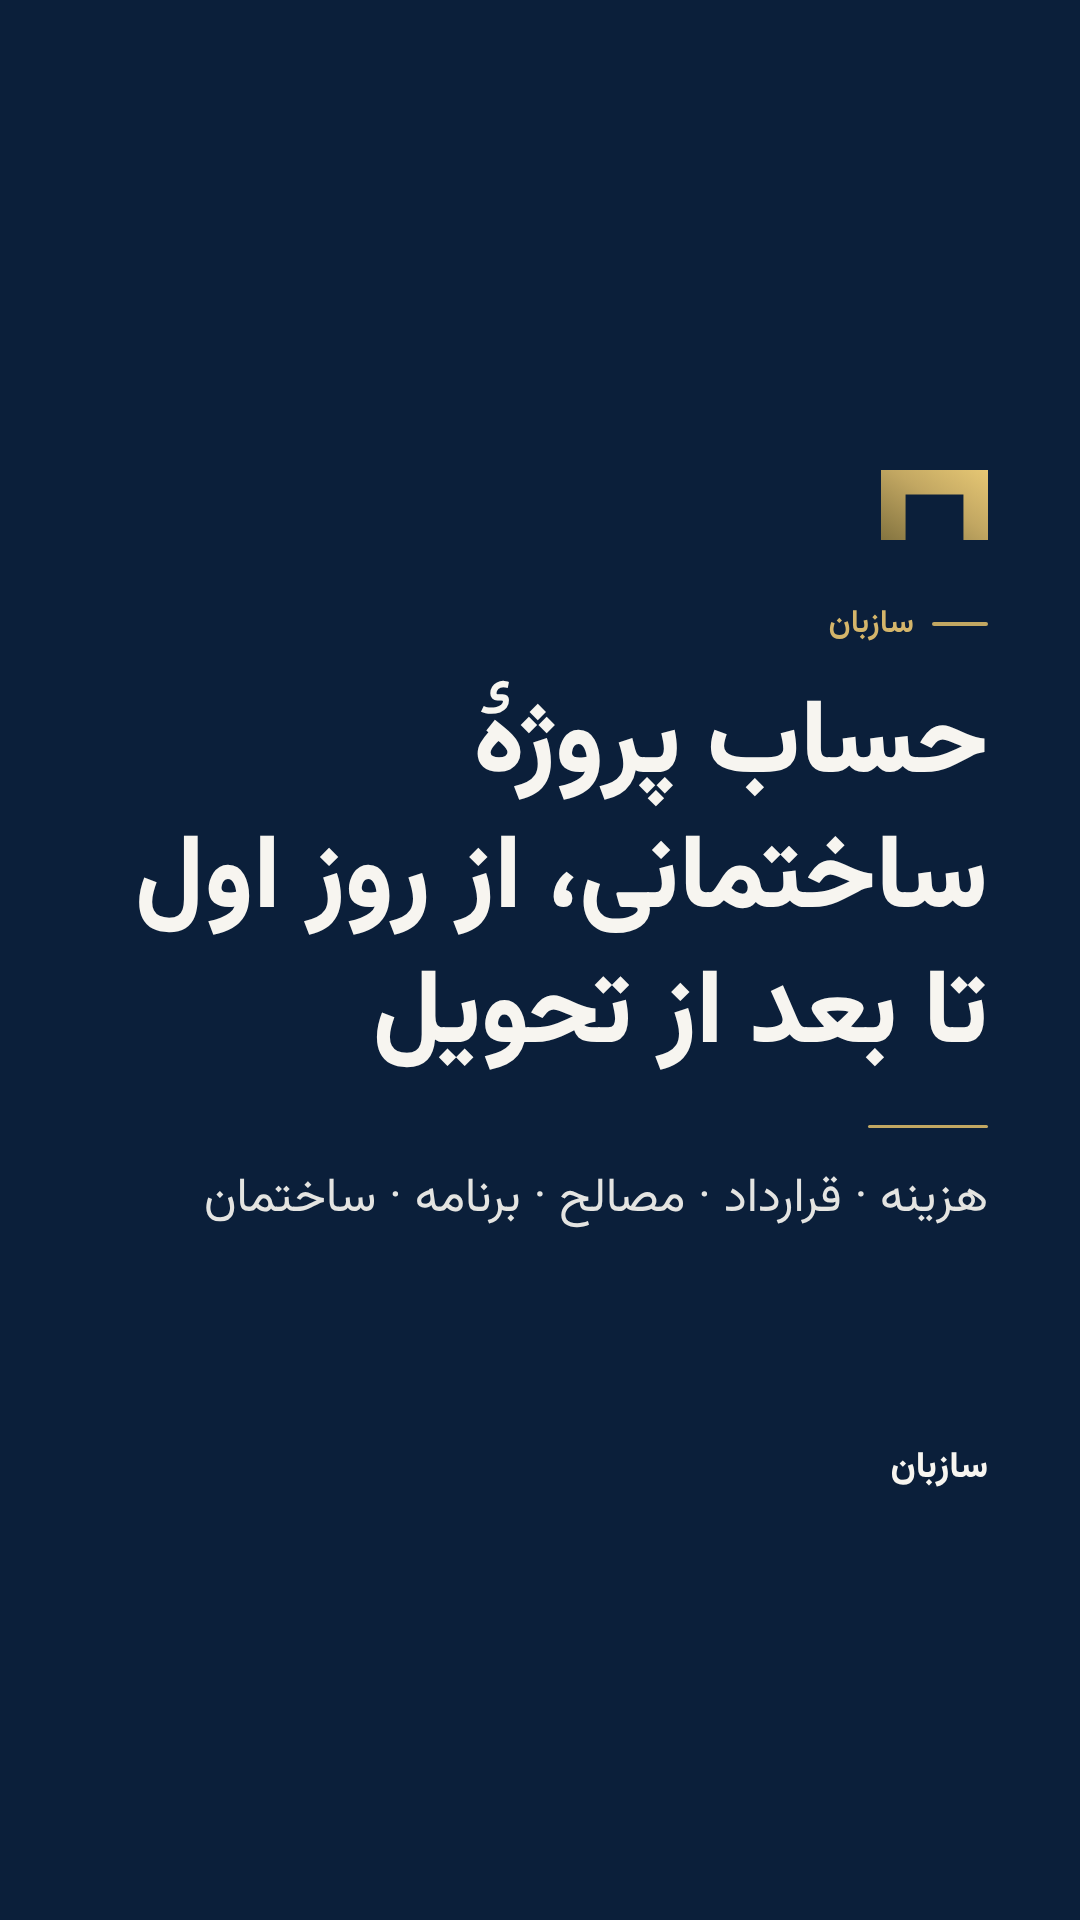 سازبان
حساب پروژهٔ
ساختمانی، از روز اول
تا بعد از تحویل
هزینه · قرارداد · مصالح · برنامه · ساختمان
سازبان